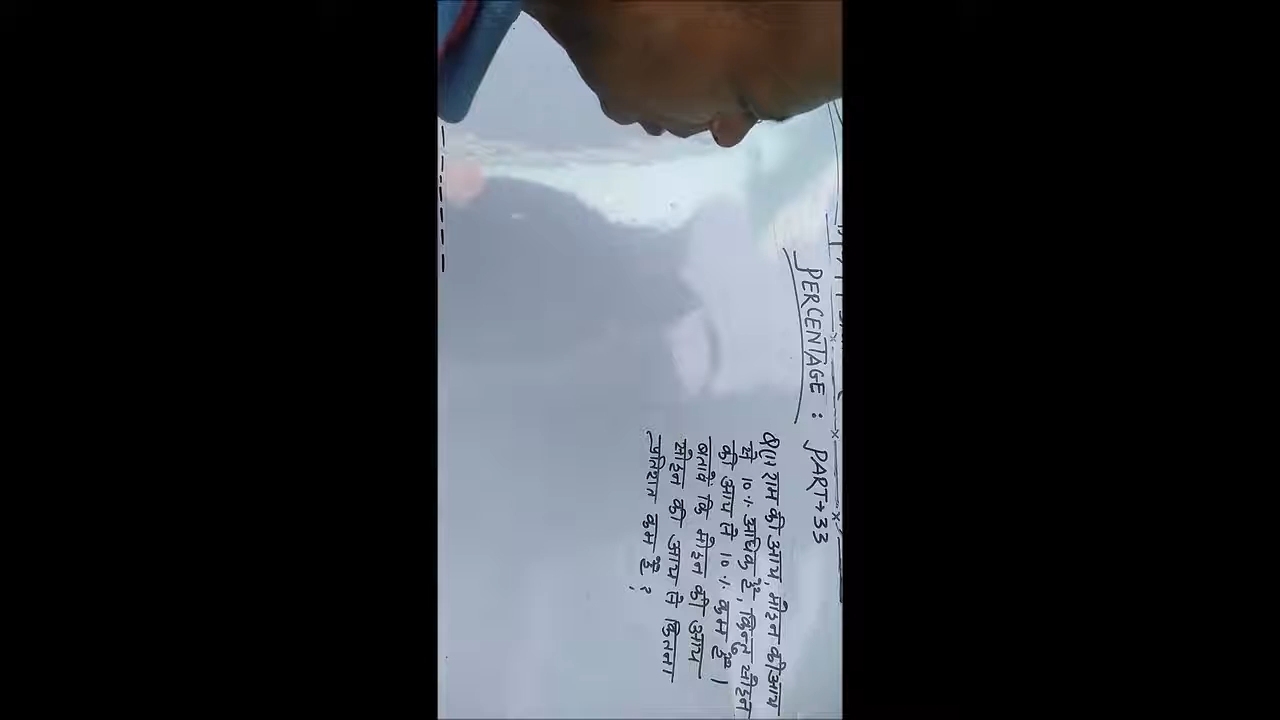 PERCENTAGE : PART→33
Q(1) राम की आय, मोहन की आय
से 10% अधिक है, किन्तु सोहन
की आय से 10% कम है ।
बतावें कि मोहन की आय
सोहन की आय से कितना
प्रतिशत कम है ?